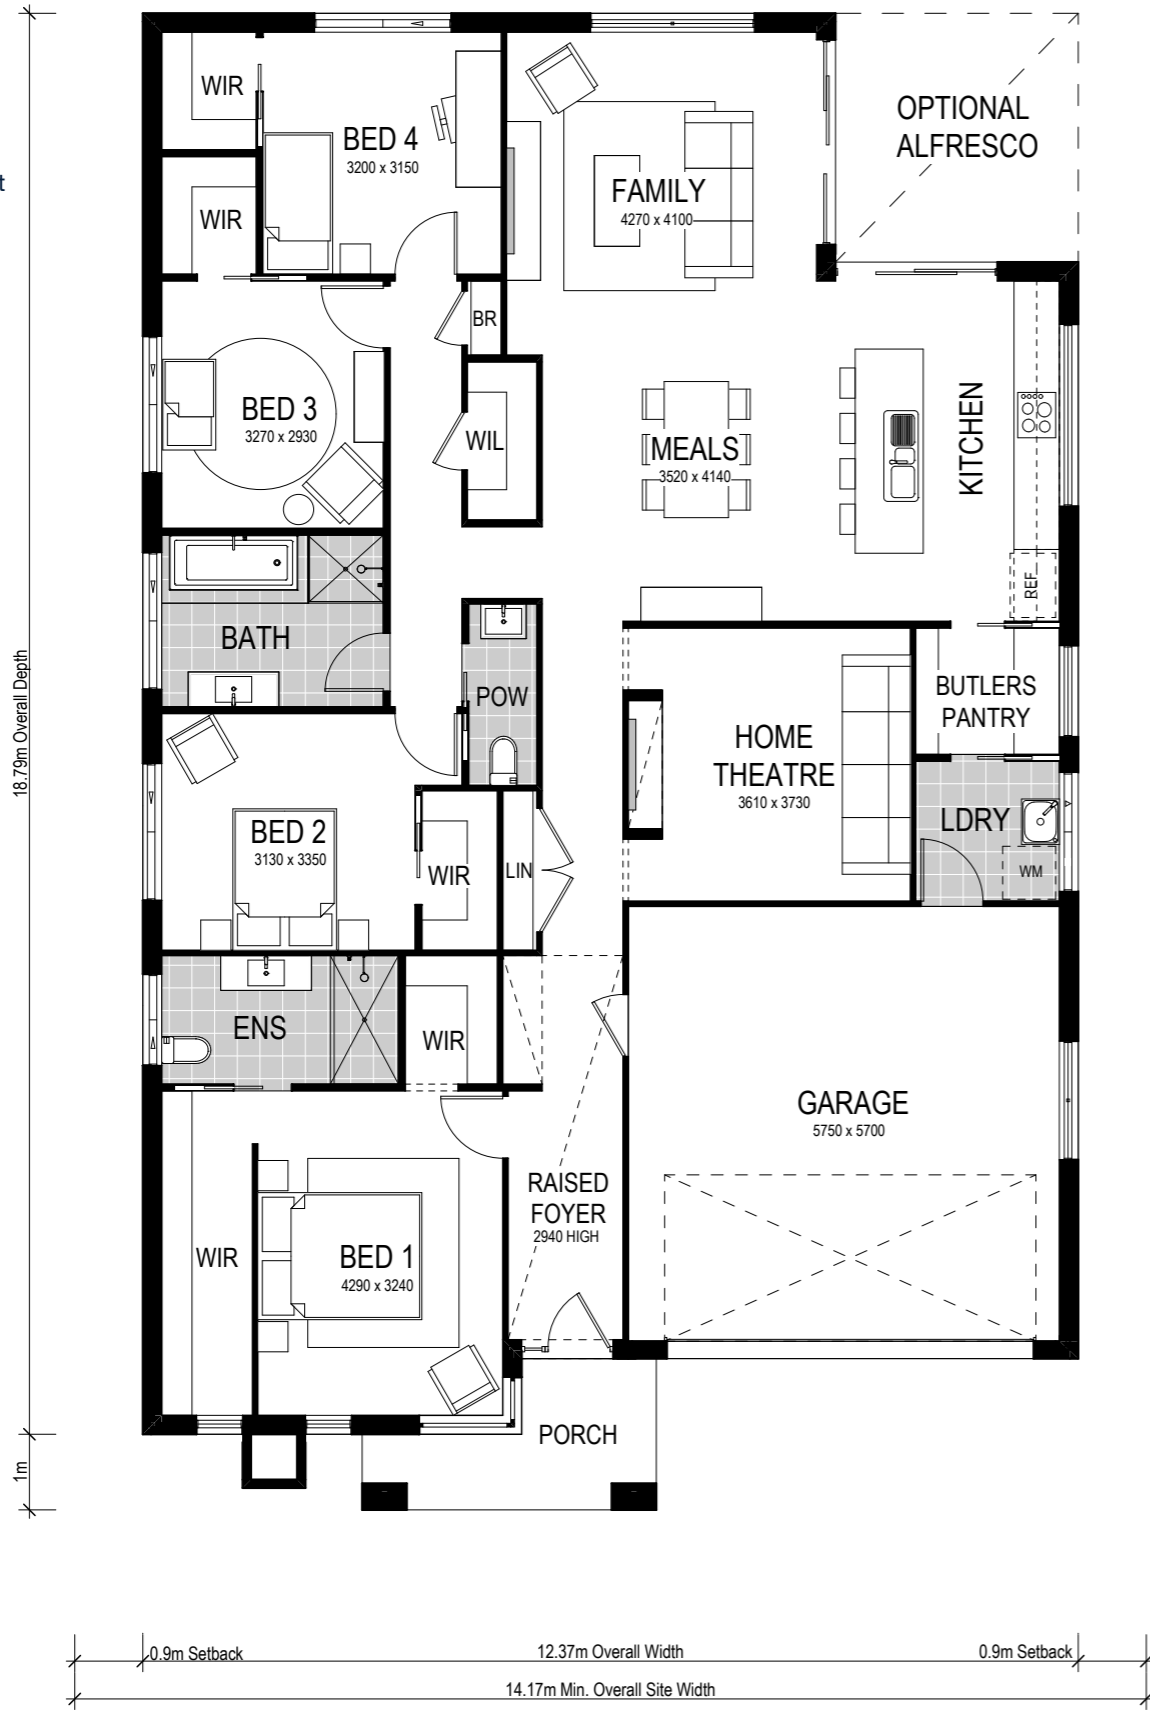 WIR
BED 4
3200 x 3150
OPTIONAL
ALFRESCO
t
WIR
FAMILY
4270 x 4100
BR
BED 3
3270 x 2930
WIL
MEALS
3520 x 4140
KITCHEN
REF
BATH
POW
BUTLERS
PANTRY
18.79m Overall Depth
HOME
THEATRE
3610 x 3730
BED 2
3130 x 3350
WIR
LIN
LDRY
WM
ENS
WIR
GARAGE
5750 x 5700
RAISED
FOYER
2940 HIGH
WIR
BED 1
4290 x 3240
PORCH
1m
0.9m Setback
12.37m Overall Width
0.9m Setback
14.17m Min. Overall Site Width